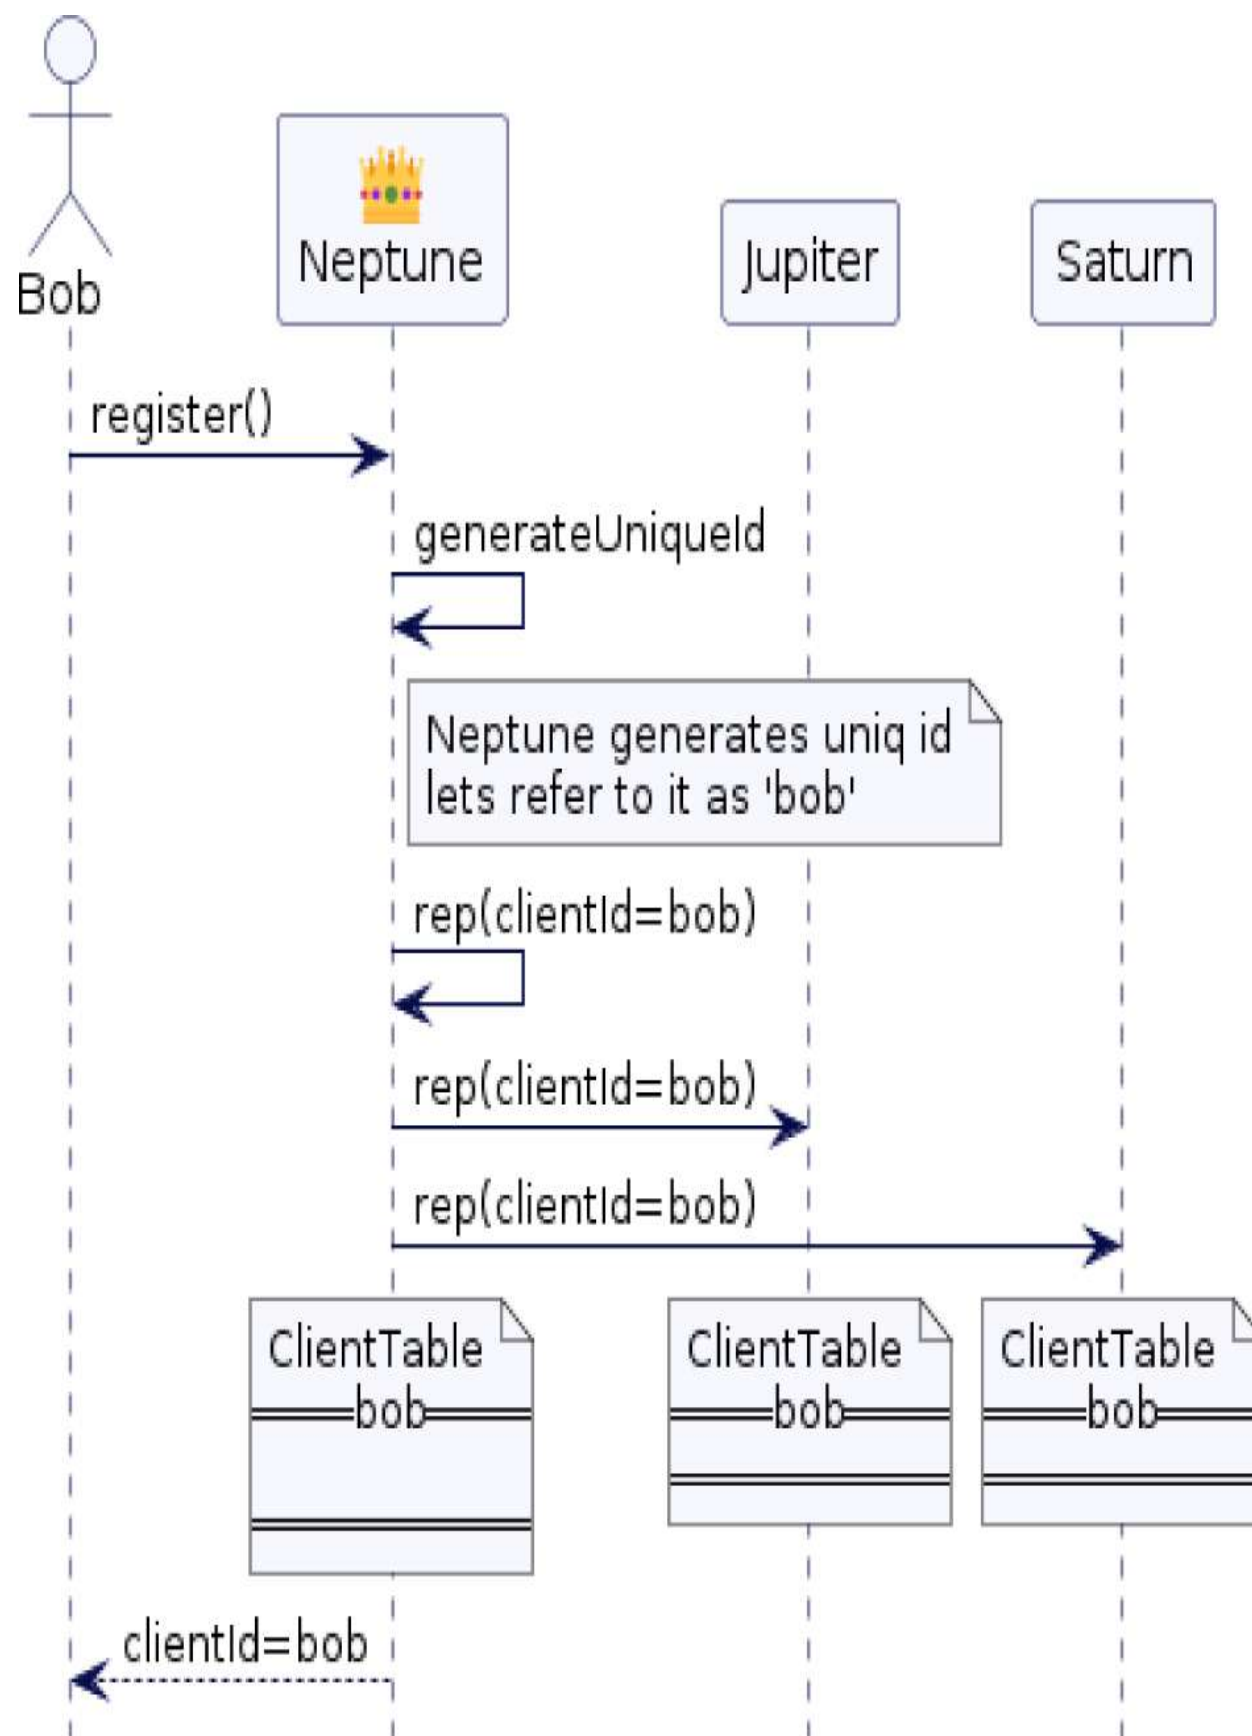 Bob
Neptune
Jupiter
Saturn
register()
generateUniqueId
Neptune generates uniq id
lets refer to it as 'bob'
rep(clientId=bob)
rep(clientId=bob)
rep(clientId=bob)
ClientTable
bob
ClientTable
bob
ClientTable
bob
clientId=bob